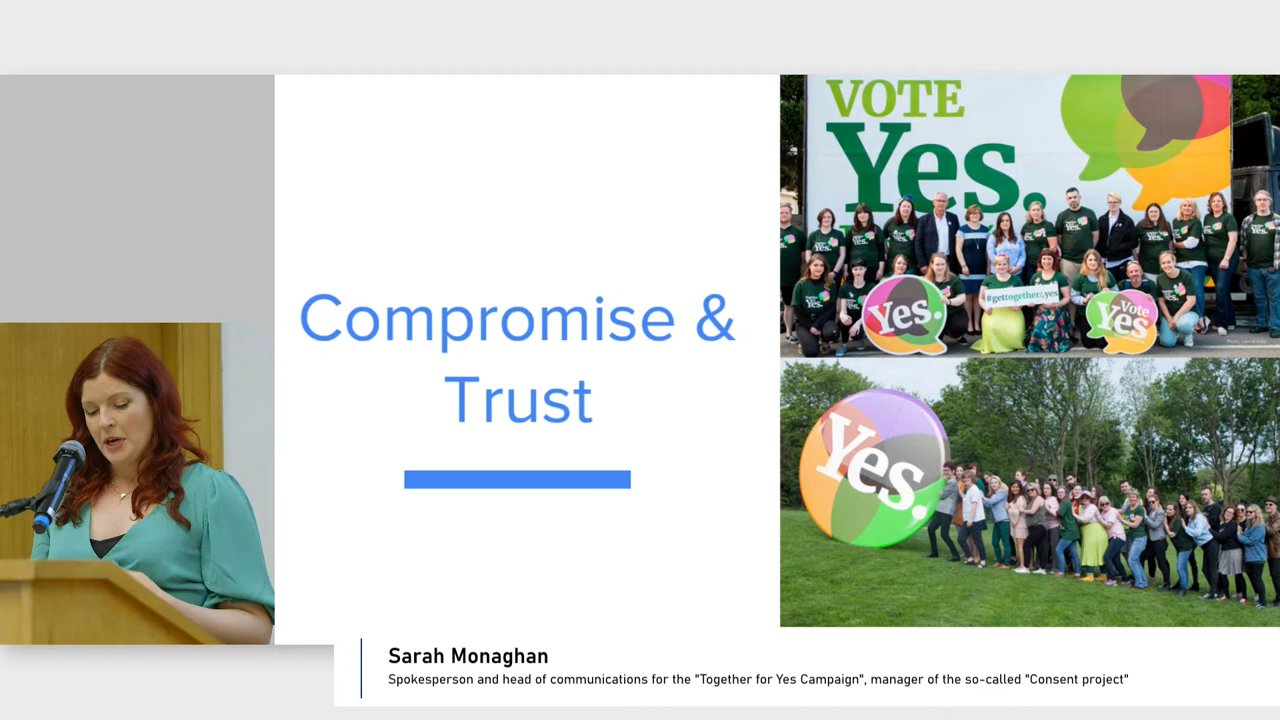 Compromise &
Trust
VOTE
Yes.
Yes.
#gettogether4yes
Vote
Yes
Yes.
Sarah Monaghan
Spokesperson and head of communications for the "Together for Yes Campaign", manager of the so-called "Consent project"